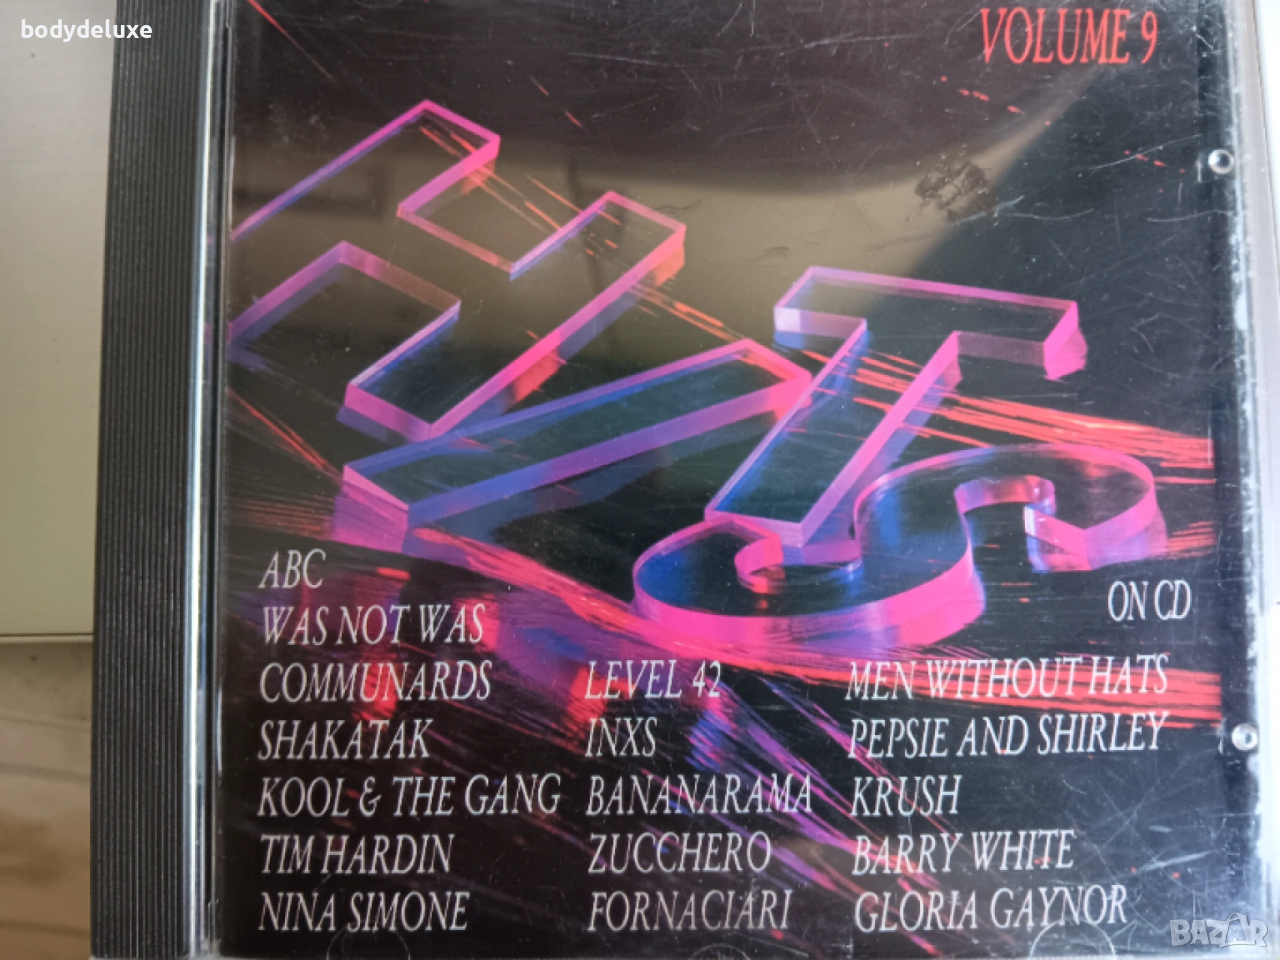 bodydeluxe
VOLUME 9
HITS
ON CD
ABC
WAS NOT WAS
COMMUNARDS
SHAKATAK
KOOL & THE GANG
TIM HARDIN
NINA SIMONE
LEVEL 42
INXS
BANANARAMA
ZUCCHERO
FORNACIARI
MEN WITHOUT HATS
PEPSIE AND SHIRLEY
KRUSH
BARRY WHITE
GLORIA GAYNOR
BAZAR